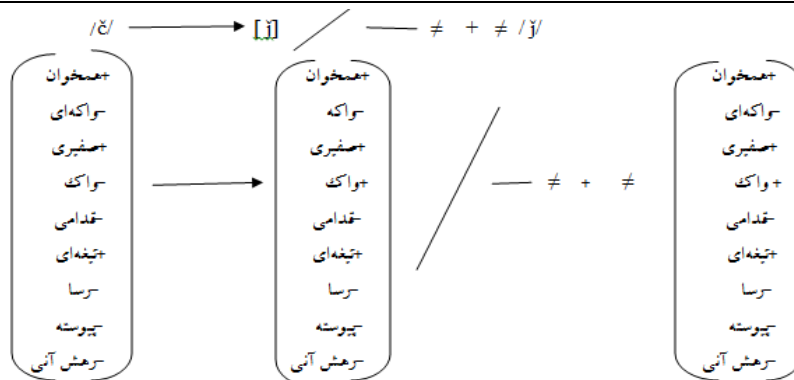 /č/ → [ǰ] / — ≠ + ≠ /ǰ/
+همخوان +همخوان +همخوان
-واکه‌ای -واکه -واکه‌ای
+صفیری +صفیری +صفیری
-واک → +واک / — ≠ + ≠ + واک
-قدامی -قدامی -قدامی
+تیغه‌ای +تیغه‌ای +تیغه‌ای
-رسا -رسا -رسا
-پیوسته -پیوسته -پیوسته
-رهش آنی -رهش آنی -رهش آنی